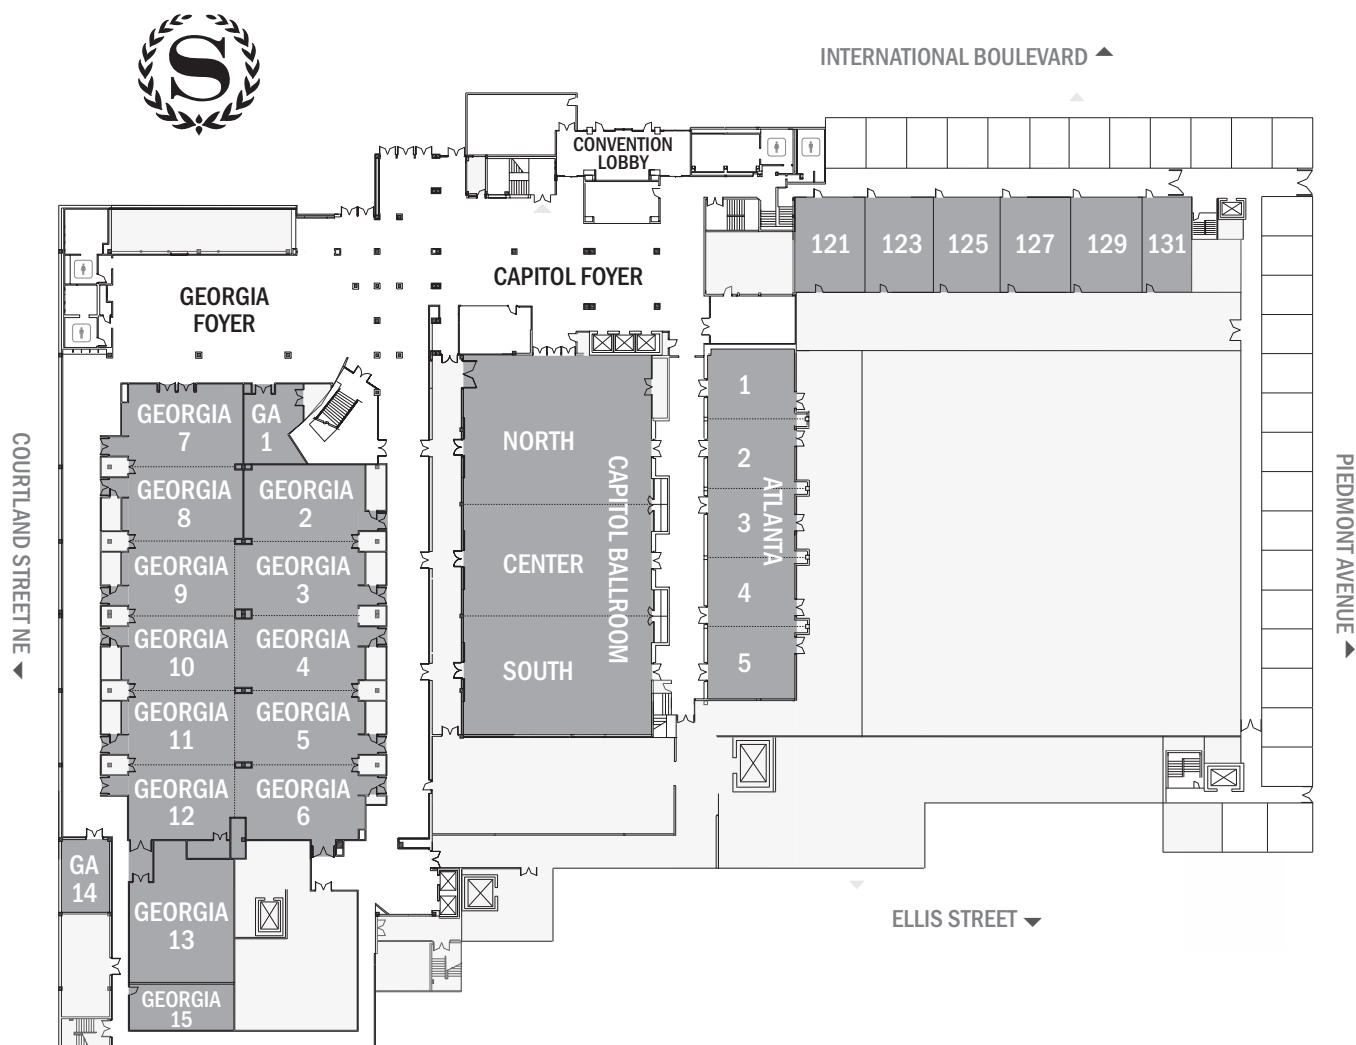 S
INTERNATIONAL BOULEVARD
CONVENTION
LOBBY
121
123
125
127
129
131
CAPITOL FOYER
GEORGIA
FOYER
GEORGIA
7
GA
1
GEORGIA
8
GEORGIA
2
GEORGIA
9
GEORGIA
3
GEORGIA
10
GEORGIA
4
GEORGIA
11
GEORGIA
5
GEORGIA
12
GEORGIA
6
GA
14
GEORGIA
13
GEORGIA
15
NORTH
CENTER
SOUTH
CAPITOL BALLROOM
1
2
3
4
5
ATLANTA
COURTLAND STREET NE
PIEDMONT AVENUE
ELLIS STREET